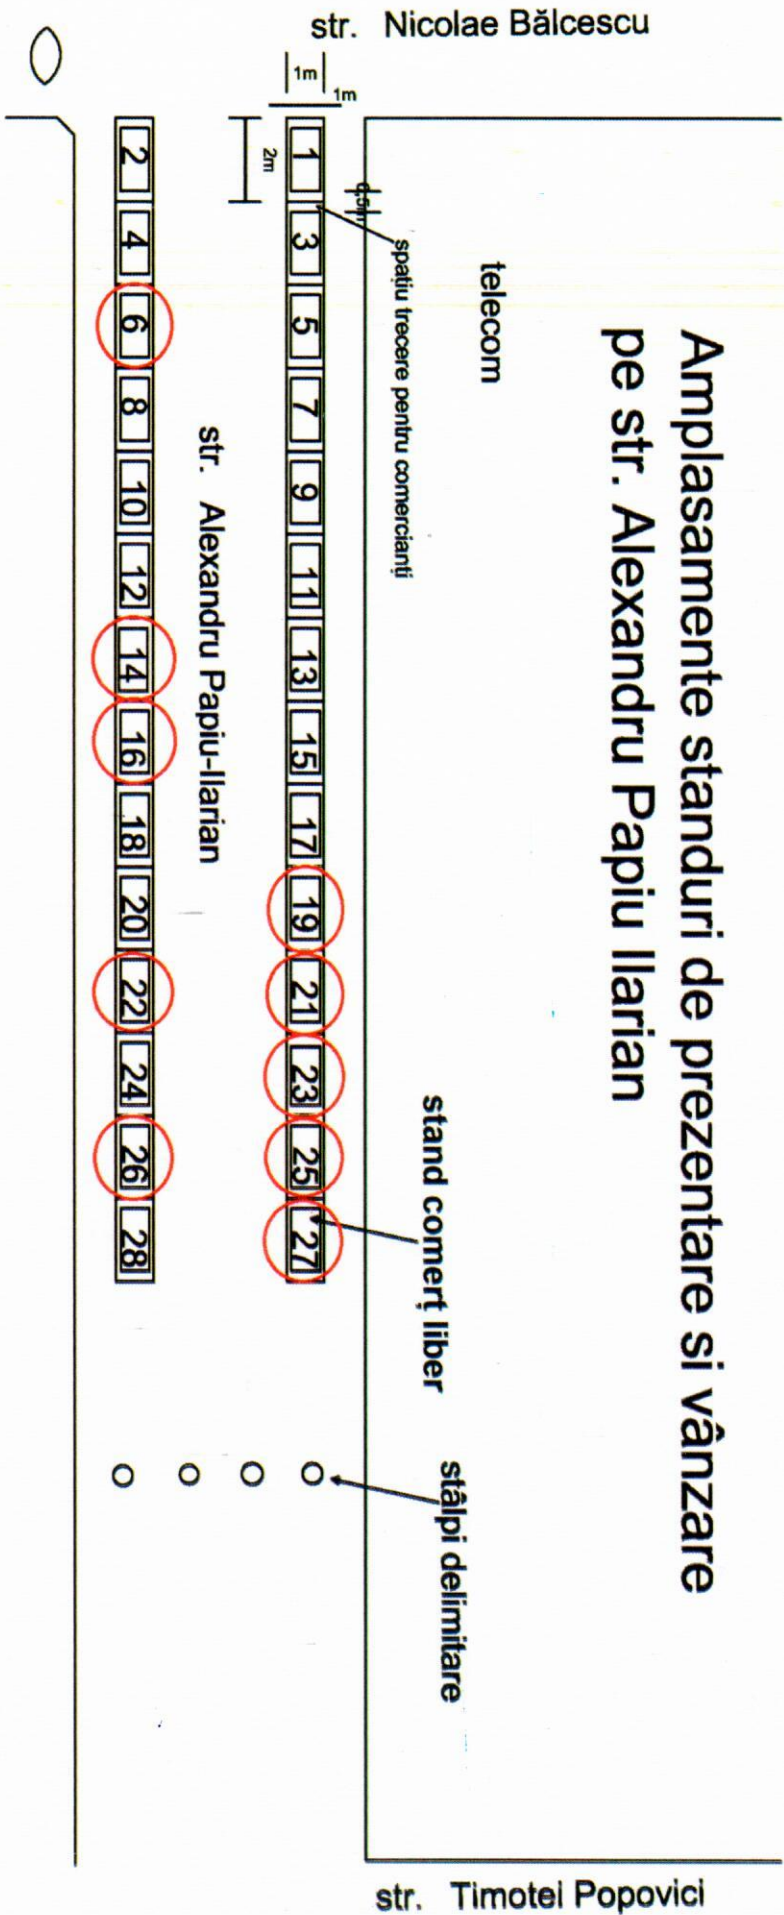 str. Nicolae Bălcescu
Amplasamente standuri de prezentare si vânzare
pe str. Alexandru Papiu Ilarian
telecom
stand comerț liber
stâlpi delimitare
spațiu trecere pentru comercianți
0,5m
1m
1m
2m
1 3 5 7 9 11 13 15 17 19 21 23 25 27
str. Alexandru Papiu-Ilarian
2 4 6 8 10 12 14 16 18 20 22 24 26 28
str. Timotei Popovici